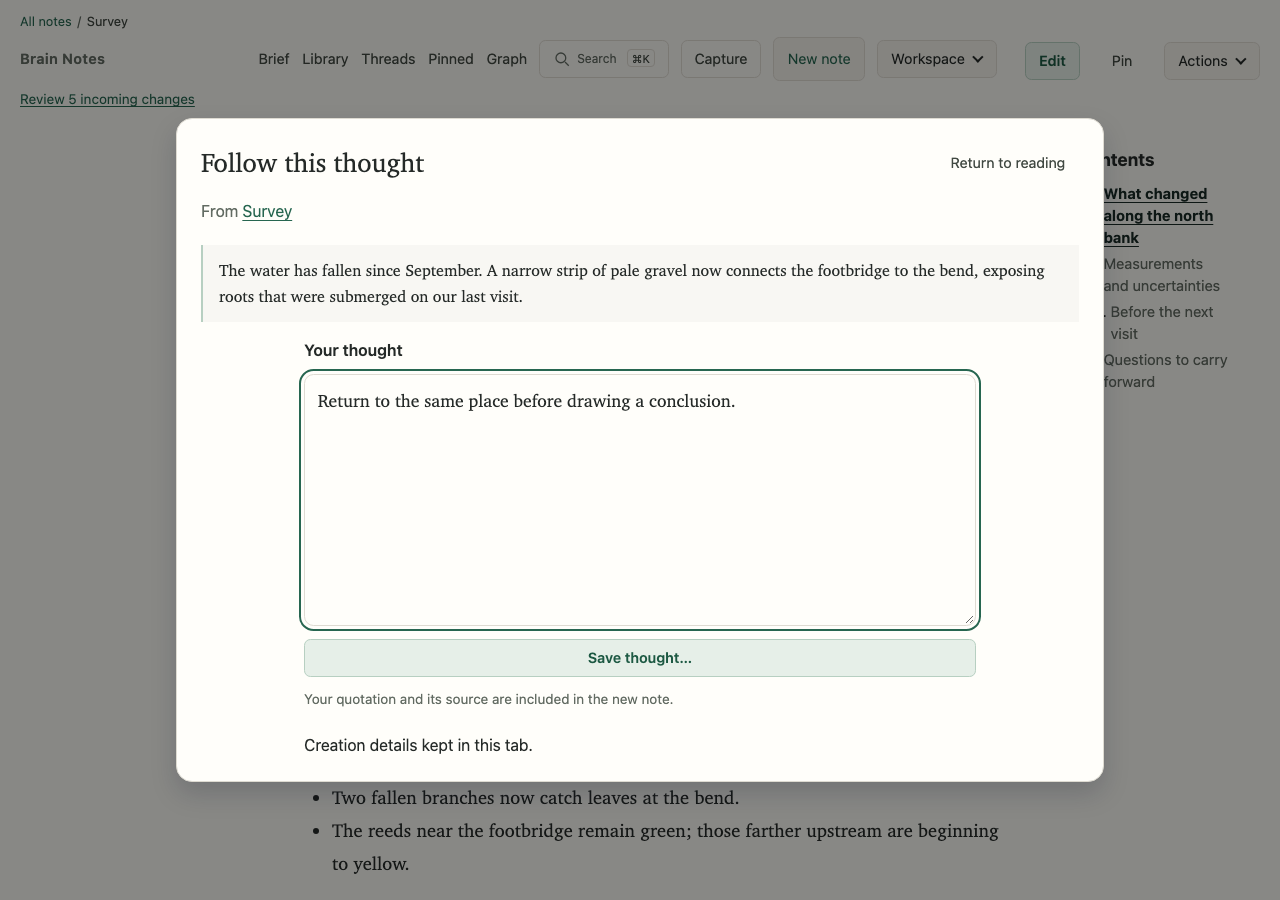 All notes / Survey
Brain Notes
Brief
Library
Threads
Pinned
Graph
Search ⌘K
Capture
New note
Workspace
Edit
Pin
Actions
Review 5 incoming changes
Follow this thought
Return to reading
From Survey
The water has fallen since September. A narrow strip of pale gravel now connects the footbridge to the bend, exposing
roots that were submerged on our last visit.
Your thought
Return to the same place before drawing a conclusion.
Save thought...
Your quotation and its source are included in the new note.
Creation details kept in this tab.
ntents
What changed
along the north
bank
Measurements
and uncertainties
. Before the next
visit
Questions to carry
forward
• Two fallen branches now catch leaves at the bend.
• The reeds near the footbridge remain green; those farther upstream are beginning
to yellow.